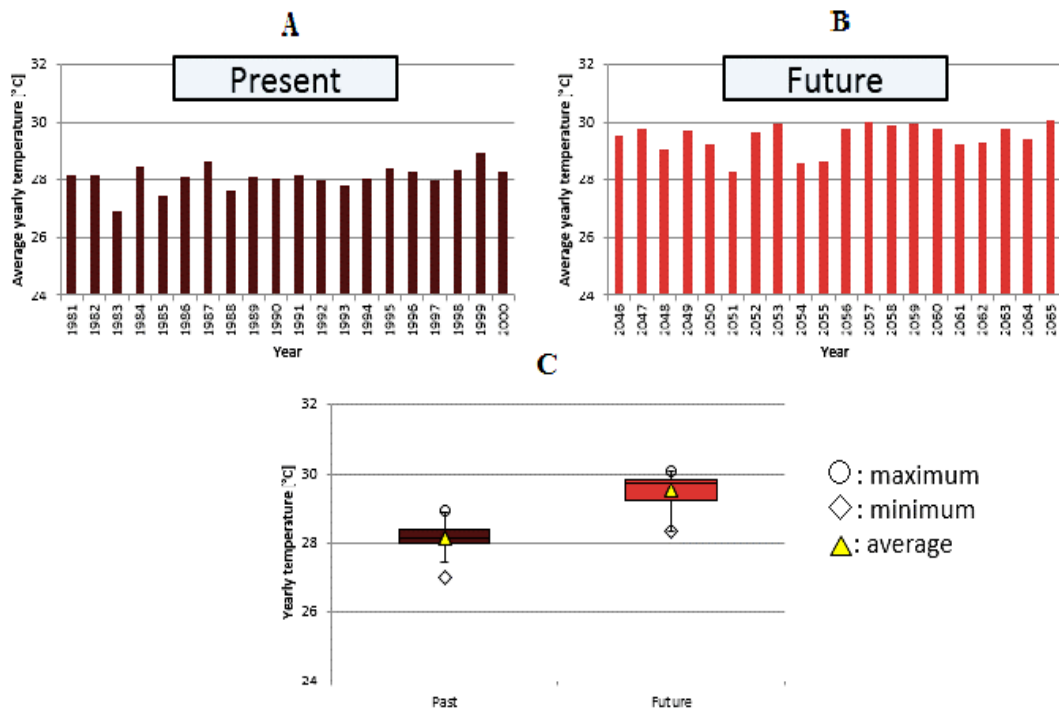 A
Present
Average yearly temperature [°C]
32
30
28
26
24
1981 1982 1983 1984 1985 1986 1987 1988 1989 1990 1991 1992 1993 1994 1995 1996 1997 1998 1999 2000
Year
B
Future
Average yearly temperature [°C]
32
30
28
26
24
2046 2047 2048 2049 2050 2051 2052 2053 2054 2055 2056 2057 2058 2059 2060 2061 2062 2063 2064 2065
Year
C
Yearly temperature [°C]
32
30
28
26
24
Past Future
: maximum
: minimum
: average